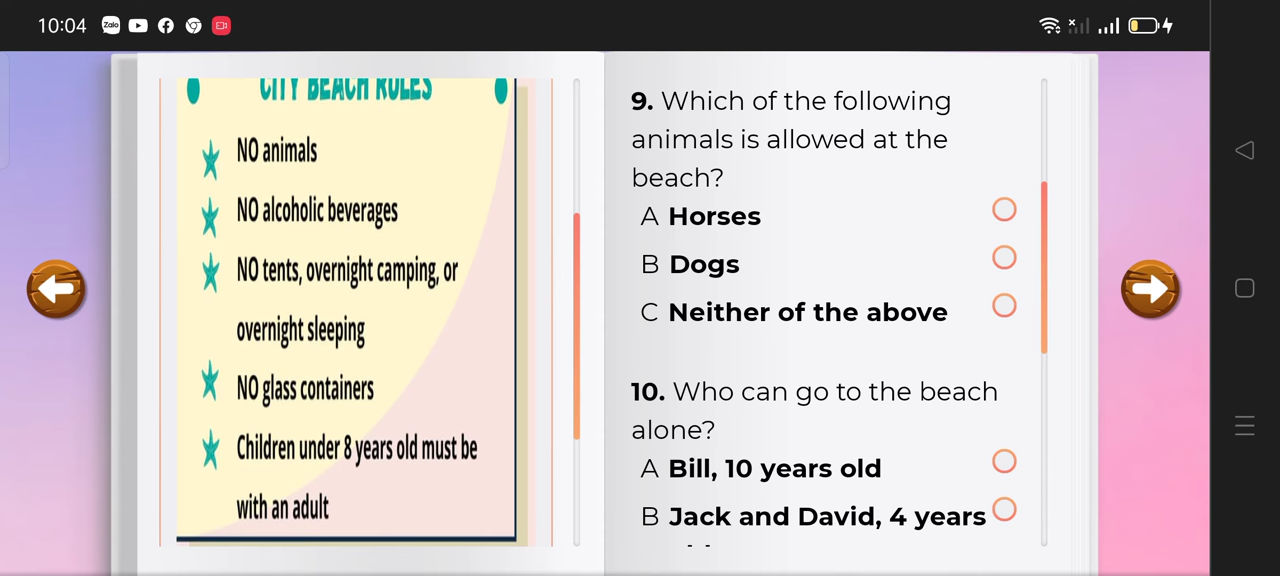 10:04
Zalo
CITY BEACH RULES
NO animals
NO alcoholic beverages
NO tents, overnight camping, or
overnight sleeping
NO glass containers
Children under 8 years old must be
with an adult
9. Which of the following
animals is allowed at the
beach?
A Horses
B Dogs
C Neither of the above
10. Who can go to the beach
alone?
A Bill, 10 years old
B Jack and David, 4 years